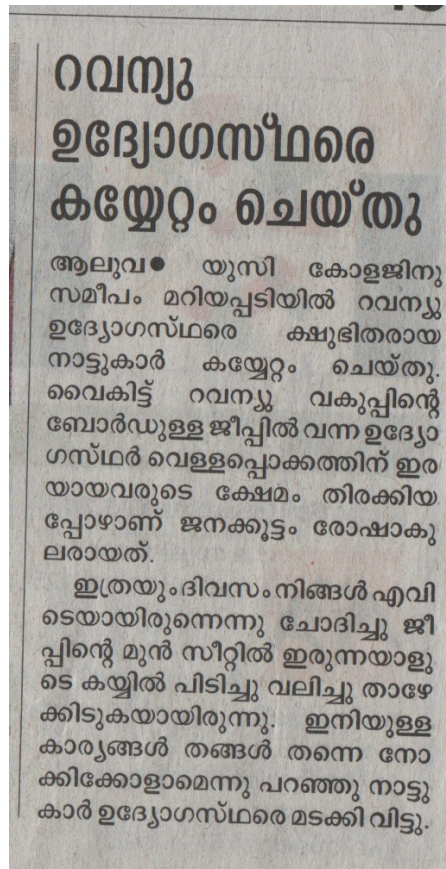 റവന്യു
ഉദ്യോഗസ്ഥരെ
കയ്യേറ്റം ചെയ്തു
ആലുവ● യുസി കോളജിനു
സമീപം മറിയപ്പടിയിൽ റവന്യു
ഉദ്യോഗസ്ഥരെ ക്ഷുഭിതരായ
നാട്ടുകാർ കയ്യേറ്റം ചെയ്തു.
വൈകിട്ട് റവന്യു വകുപ്പിന്റെ
ബോർഡുള്ള ജീപ്പിൽ വന്ന ഉദ്യോ
ഗസ്ഥർ വെള്ളപ്പൊക്കത്തിന് ഇര
യായവരുടെ ക്ഷേമം തിരക്കിയ
പ്പോഴാണ് ജനക്കൂട്ടം രോഷാകു
ലരായത്.
ഇത്രയും ദിവസം നിങ്ങൾ എവി
ടെയായിരുന്നെന്നു ചോദിച്ചു ജീ
പ്പിന്റെ മുൻ സീറ്റിൽ ഇരുന്നയാളു
ടെ കയ്യിൽ പിടിച്ചു വലിച്ചു താഴേ
ക്കിടുകയായിരുന്നു. ഇനിയുള്ള
കാര്യങ്ങൾ തങ്ങൾ തന്നെ നോ
ക്കിക്കോളാമെന്നു പറഞ്ഞു നാട്ടു
കാർ ഉദ്യോഗസ്ഥരെ മടക്കി വിട്ടു.